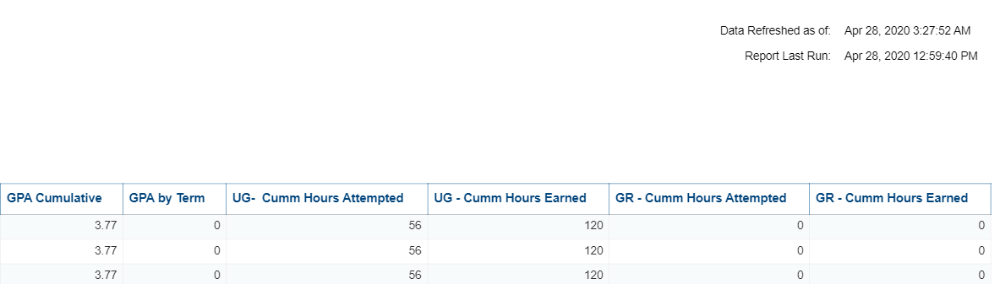 Data Refreshed as of: Apr 28, 2020 3:27:52 AM
Report Last Run: Apr 28, 2020 12:59:40 PM
GPA Cumulative GPA by Term UG-  Cumm Hours Attempted UG - Cumm Hours Earned GR - Cumm Hours Attempted GR - Cumm Hours Earned
3.77 0 56 120 0 0
3.77 0 56 120 0 0
3.77 0 56 120 0 0